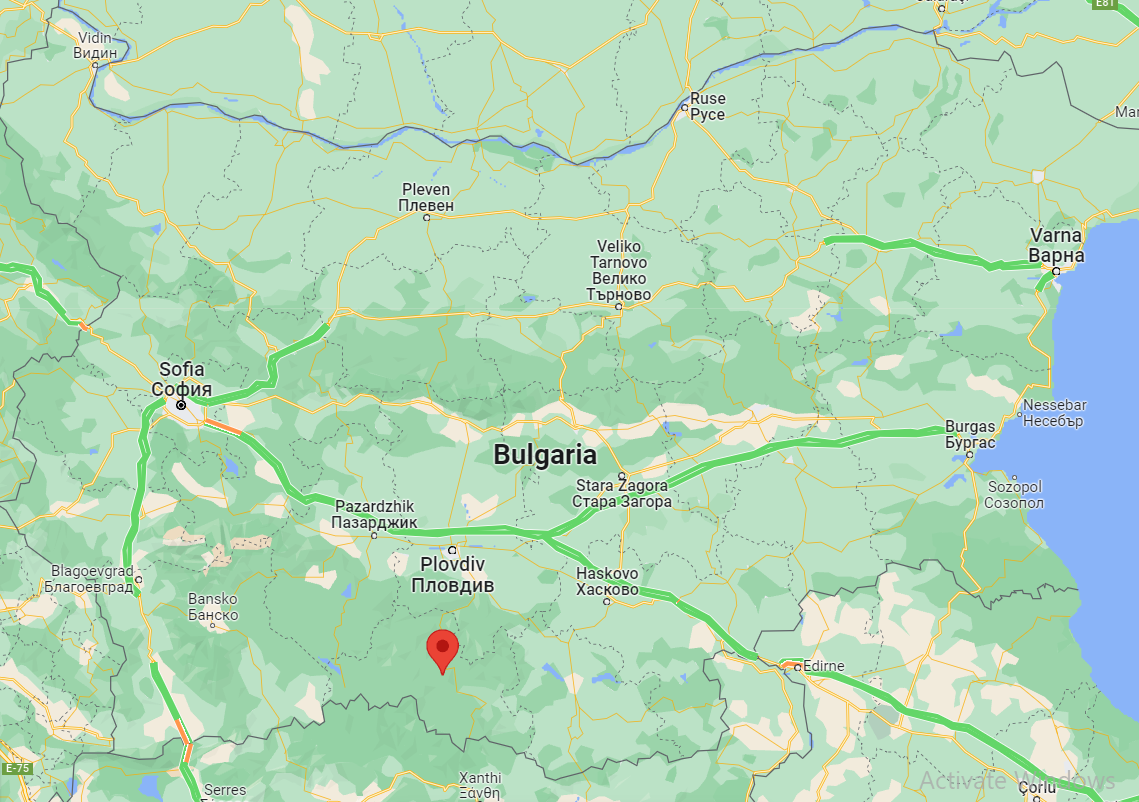 E81
Vidin
Видин
Ruse
Русе
Pleven
Плевен
Veliko
Tarnovo
Велико
Търново
Varna
Варна
Sofia
София
Nessebar
Несебър
Burgas
Бургас
Bulgaria
Stara Zagora
Стара Загора
Sozopol
Созопол
Pazardzhik
Пазарджик
Plovdiv
Пловдив
Haskovo
Хасково
Blagoevgrad
Благоевград
Bansko
Банско
Edirne
E-75
Xanthi
Ξάνθη
Serres
Activate Windows
Çorlu